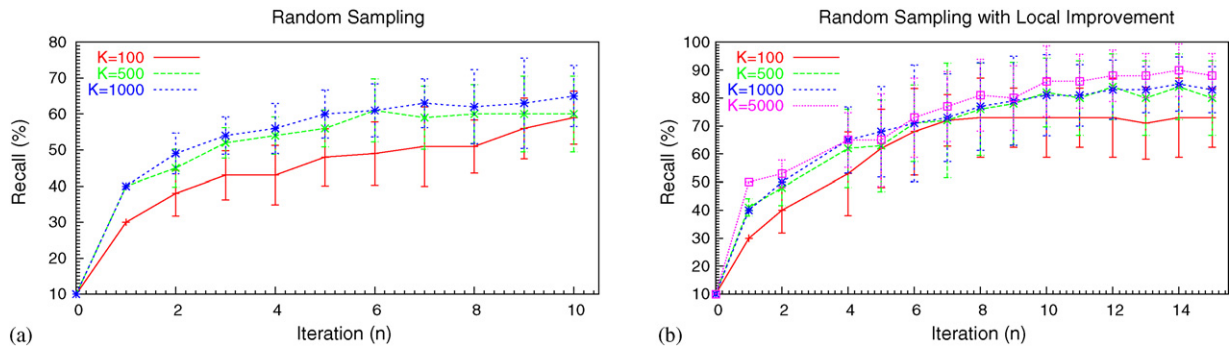 Random Sampling
80
70
60
50
40
30
20
10
0 2 4 6 8 10
Recall (%)
Iteration (n)
K=100
K=500
K=1000
(a)
Random Sampling with Local Improvement
100
90
80
70
60
50
40
30
20
10
0 2 4 6 8 10 12 14
Recall (%)
Iteration (n)
K=100
K=500
K=1000
K=5000
(b)